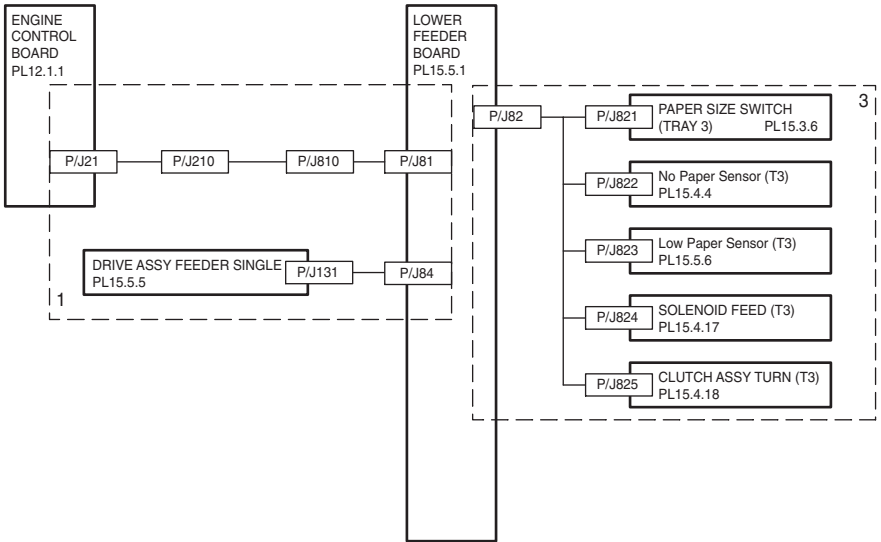 ENGINE
CONTROL
BOARD
PL12.1.1
LOWER
FEEDER
BOARD
PL15.5.1
P/J21
P/J210
P/J810
P/J81
DRIVE ASSY FEEDER SINGLE
PL15.5.5
P/J131
P/J84
1
3
P/J82
P/J821
PAPER SIZE SWITCH
(TRAY 3) PL15.3.6
P/J822
No Paper Sensor (T3)
PL15.4.4
P/J823
Low Paper Sensor (T3)
PL15.5.6
P/J824
SOLENOID FEED (T3)
PL15.4.17
P/J825
CLUTCH ASSY TURN (T3)
PL15.4.18